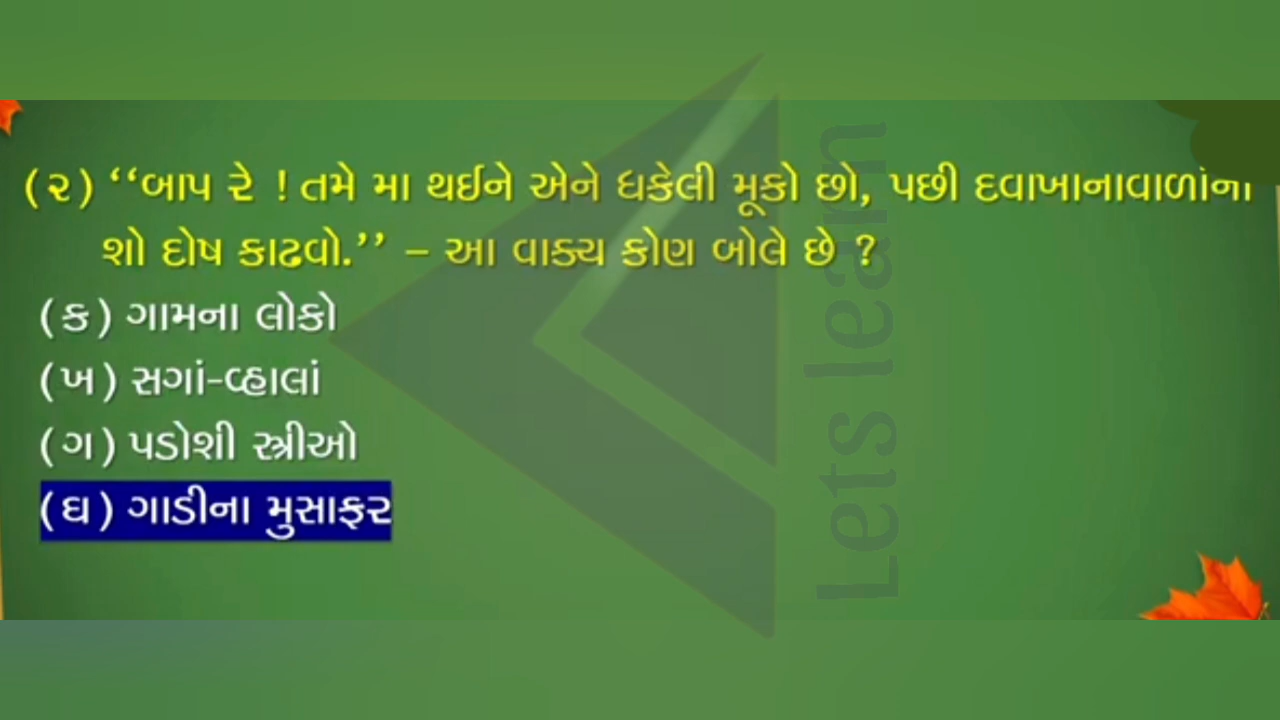 (૨) ‘‘બાપ રે ! તમે મા થઈને એને ધકેલી મૂકો છો, પછી દવાખાનાવાળાંનો
શો દોષ કાઢવો.’’ – આ વાક્ય કોણ બોલે છે ?
(ક) ગામના લોકો
(ખ) સગાં-વ્હાલાં
(ગ) પડોશી સ્ત્રીઓ
(ઘ) ગાડીના મુસાફર
Lets learn